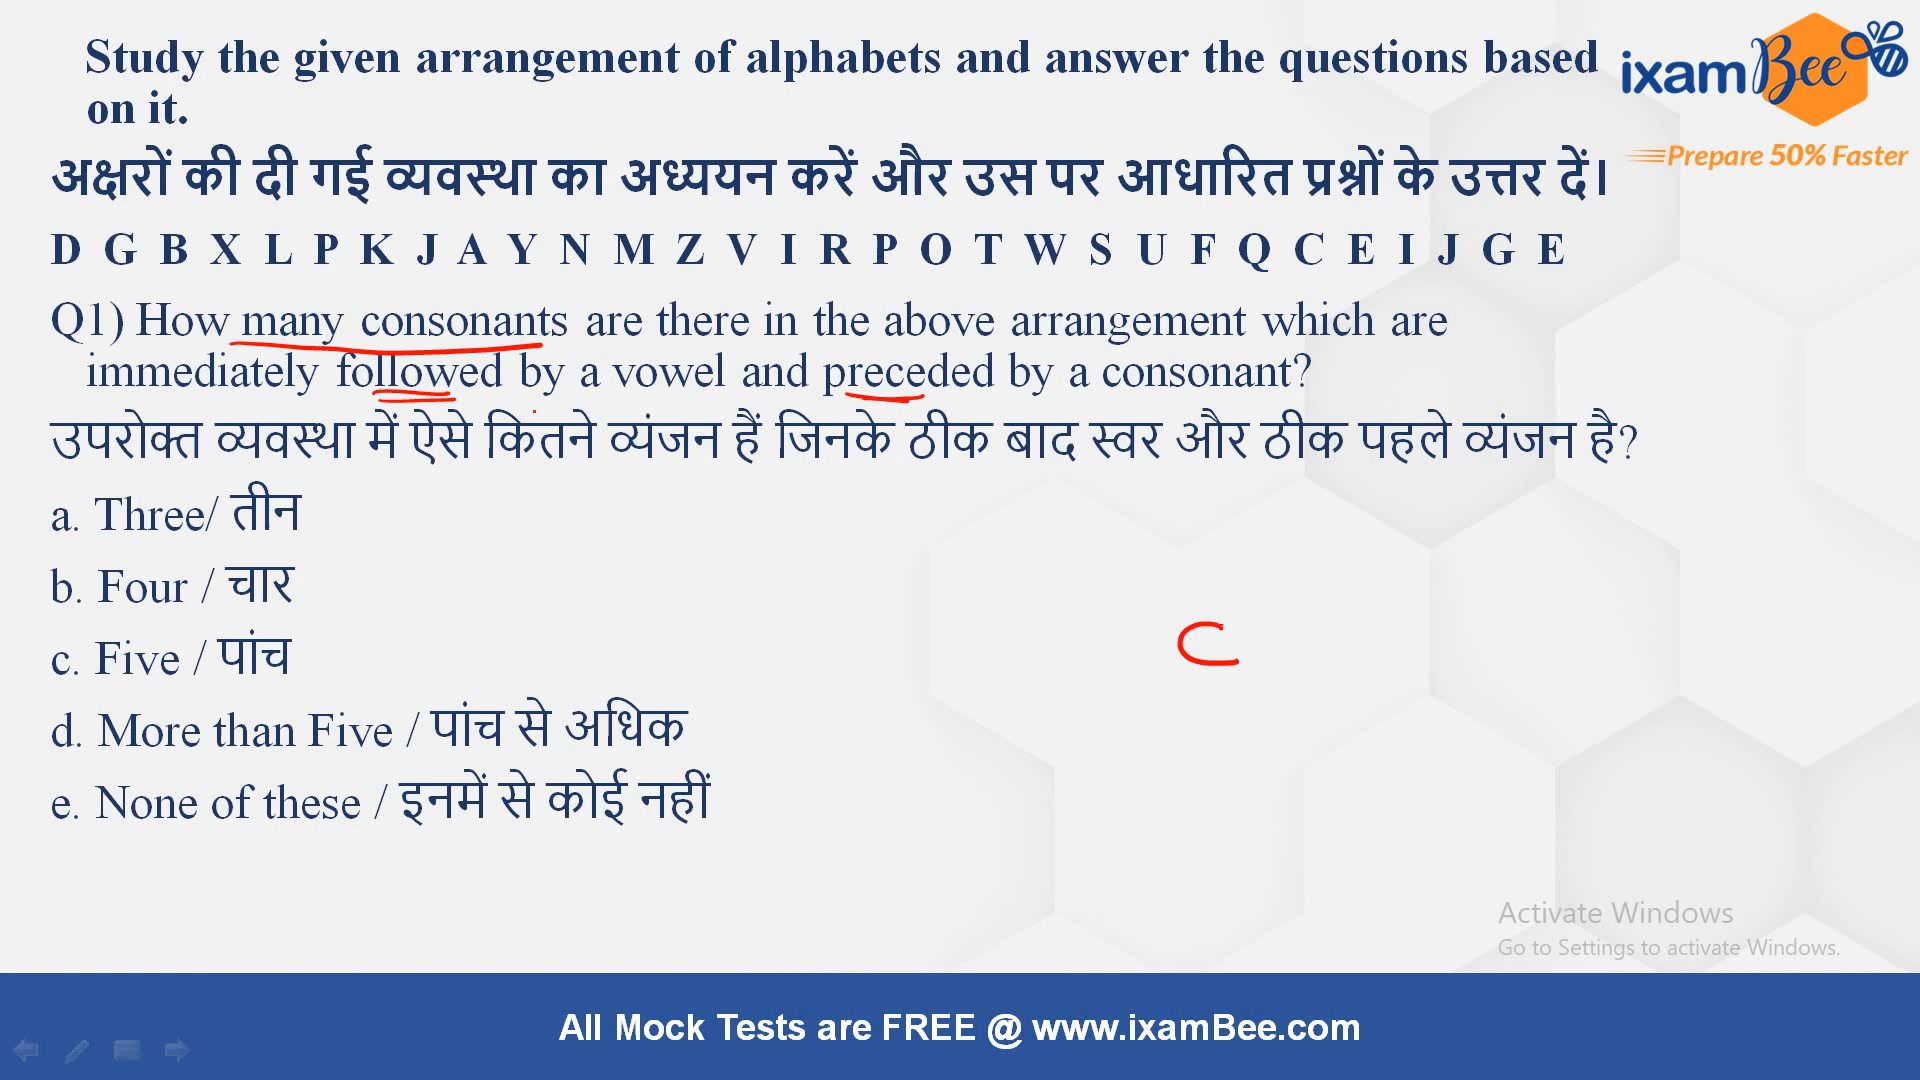 Study the given arrangement of alphabets and answer the questions based
on it.
ixamBee
Prepare 50% Faster
अक्षरों की दी गई व्यवस्था का अध्ययन करें और उस पर आधारित प्रश्नों के उत्तर दें।
D G B X L P K J A Y N M Z V I R P O T W S U F Q C E I J G E
Q1) How many consonants are there in the above arrangement which are
immediately followed by a vowel and preceded by a consonant?
उपरोक्त व्यवस्था में ऐसे कितने व्यंजन हैं जिनके ठीक बाद स्वर और ठीक पहले व्यंजन है?
a. Three/ तीन
b. Four / चार
c. Five / पांच
C
d. More than Five / पांच से अधिक
e. None of these / इनमें से कोई नहीं
Activate Windows
Go to Settings to activate Windows.
All Mock Tests are FREE @ www.ixamBee.com